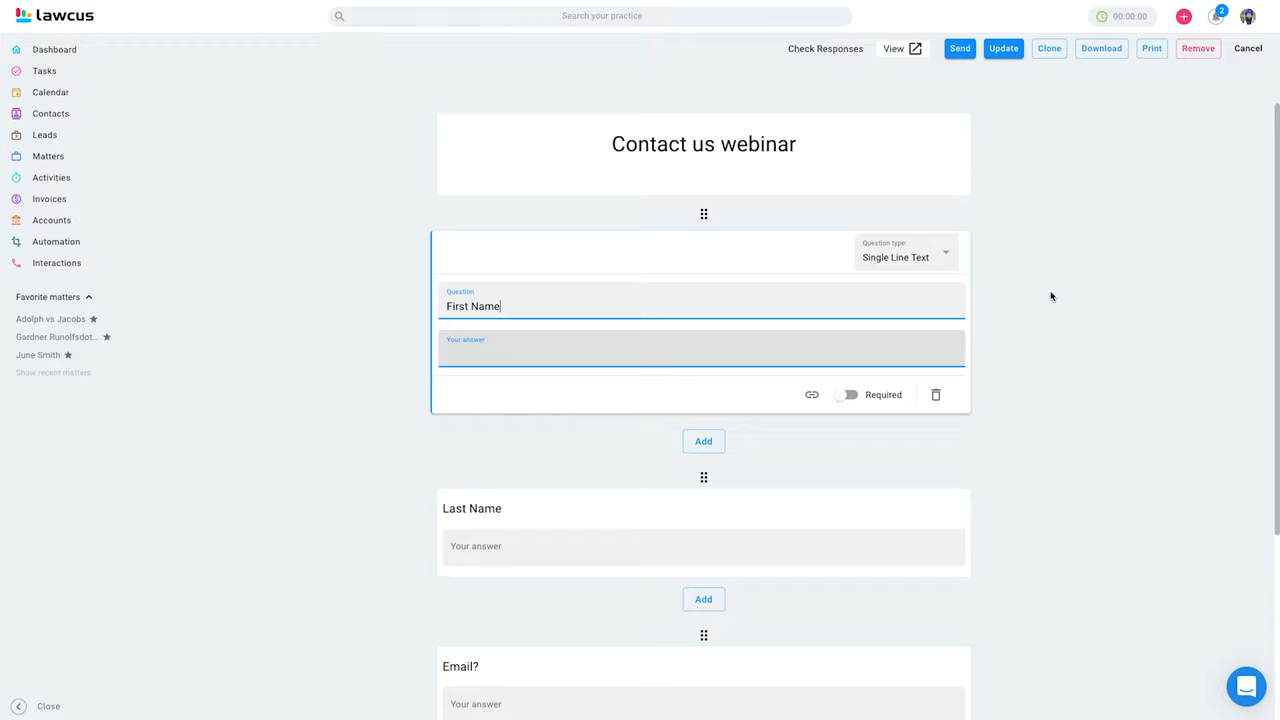 lawcus
Search your practice
00:00:00
2
Dashboard
Tasks
Calendar
Contacts
Leads
Matters
Activities
Invoices
Accounts
Automation
Interactions
Favorite matters
Adolph vs Jacobs
Gardner Runolfsdot..
June Smith
Show recent matters
Close
Check Responses
View
Send
Update
Clone
Download
Print
Remove
Cancel
Contact us webinar
Question type:
Single Line Text
Question
First Name
Your answer
Required
Add
Last Name
Your answer
Add
Email?
Your answer